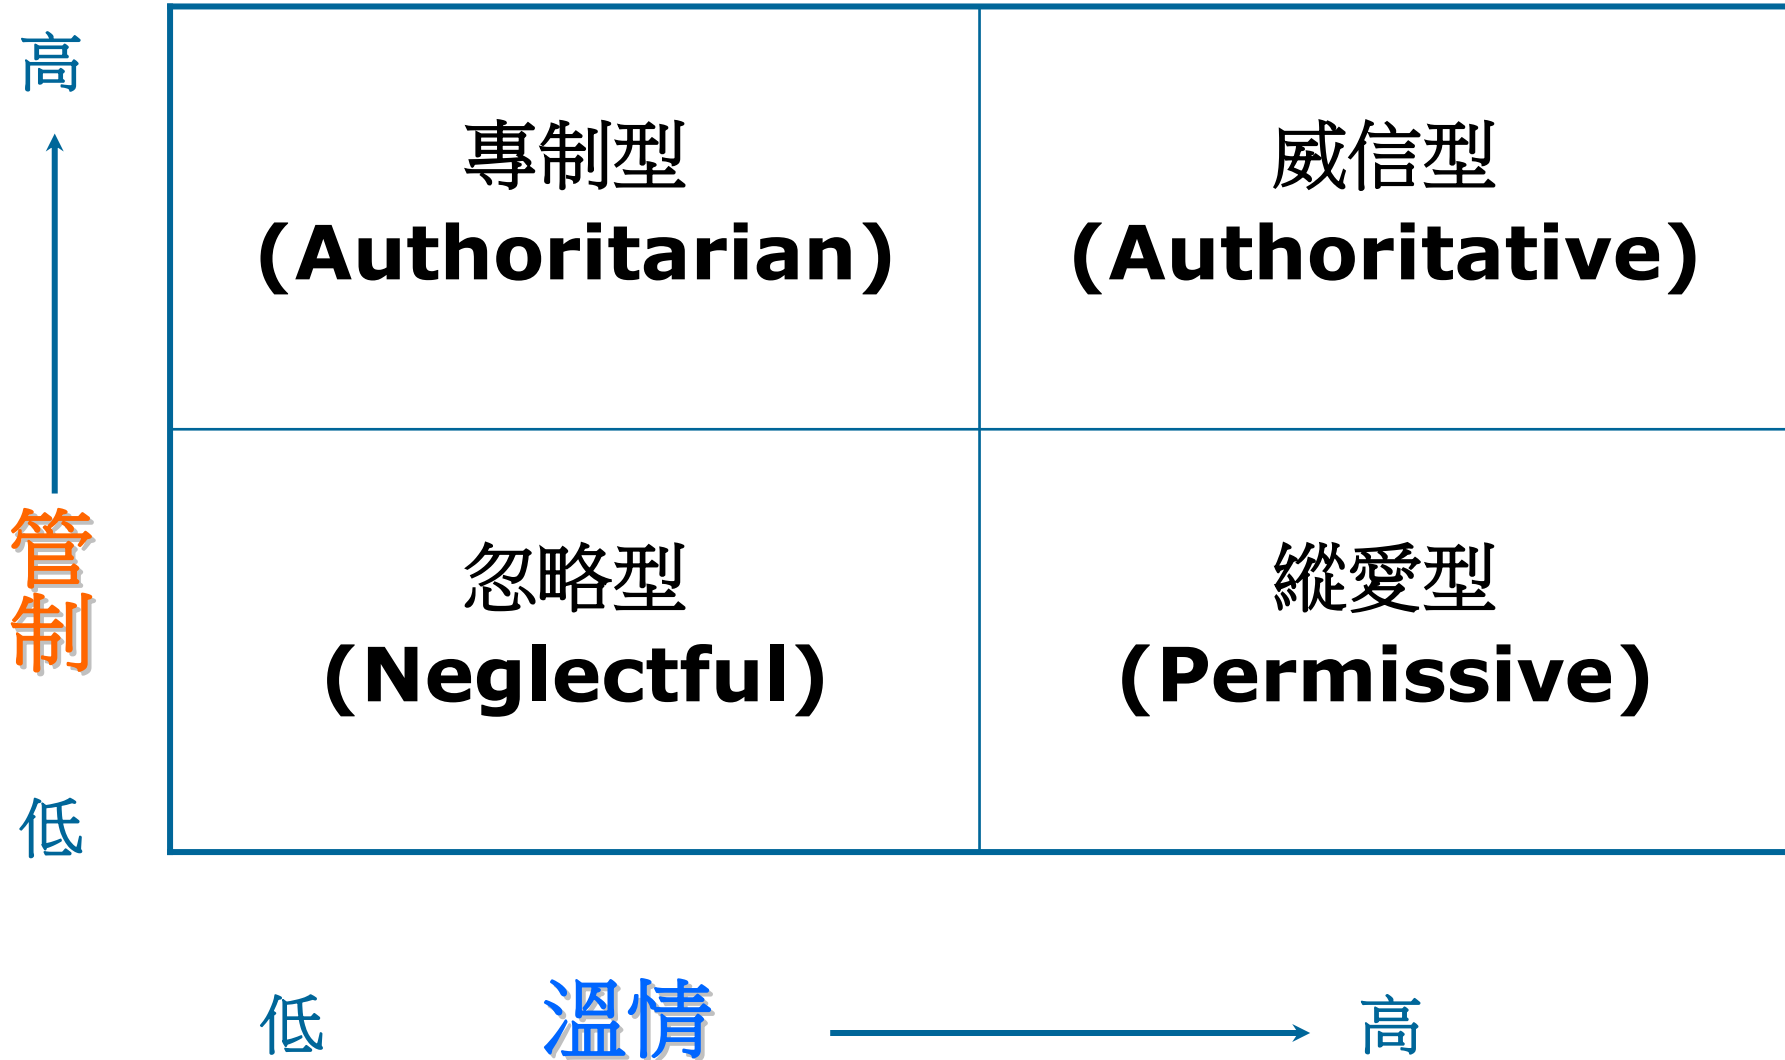 高
專制型
(Authoritarian)
威信型
(Authoritative)
管
制
忽略型
(Neglectful)
縱愛型
(Permissive)
低
低
溫情
高